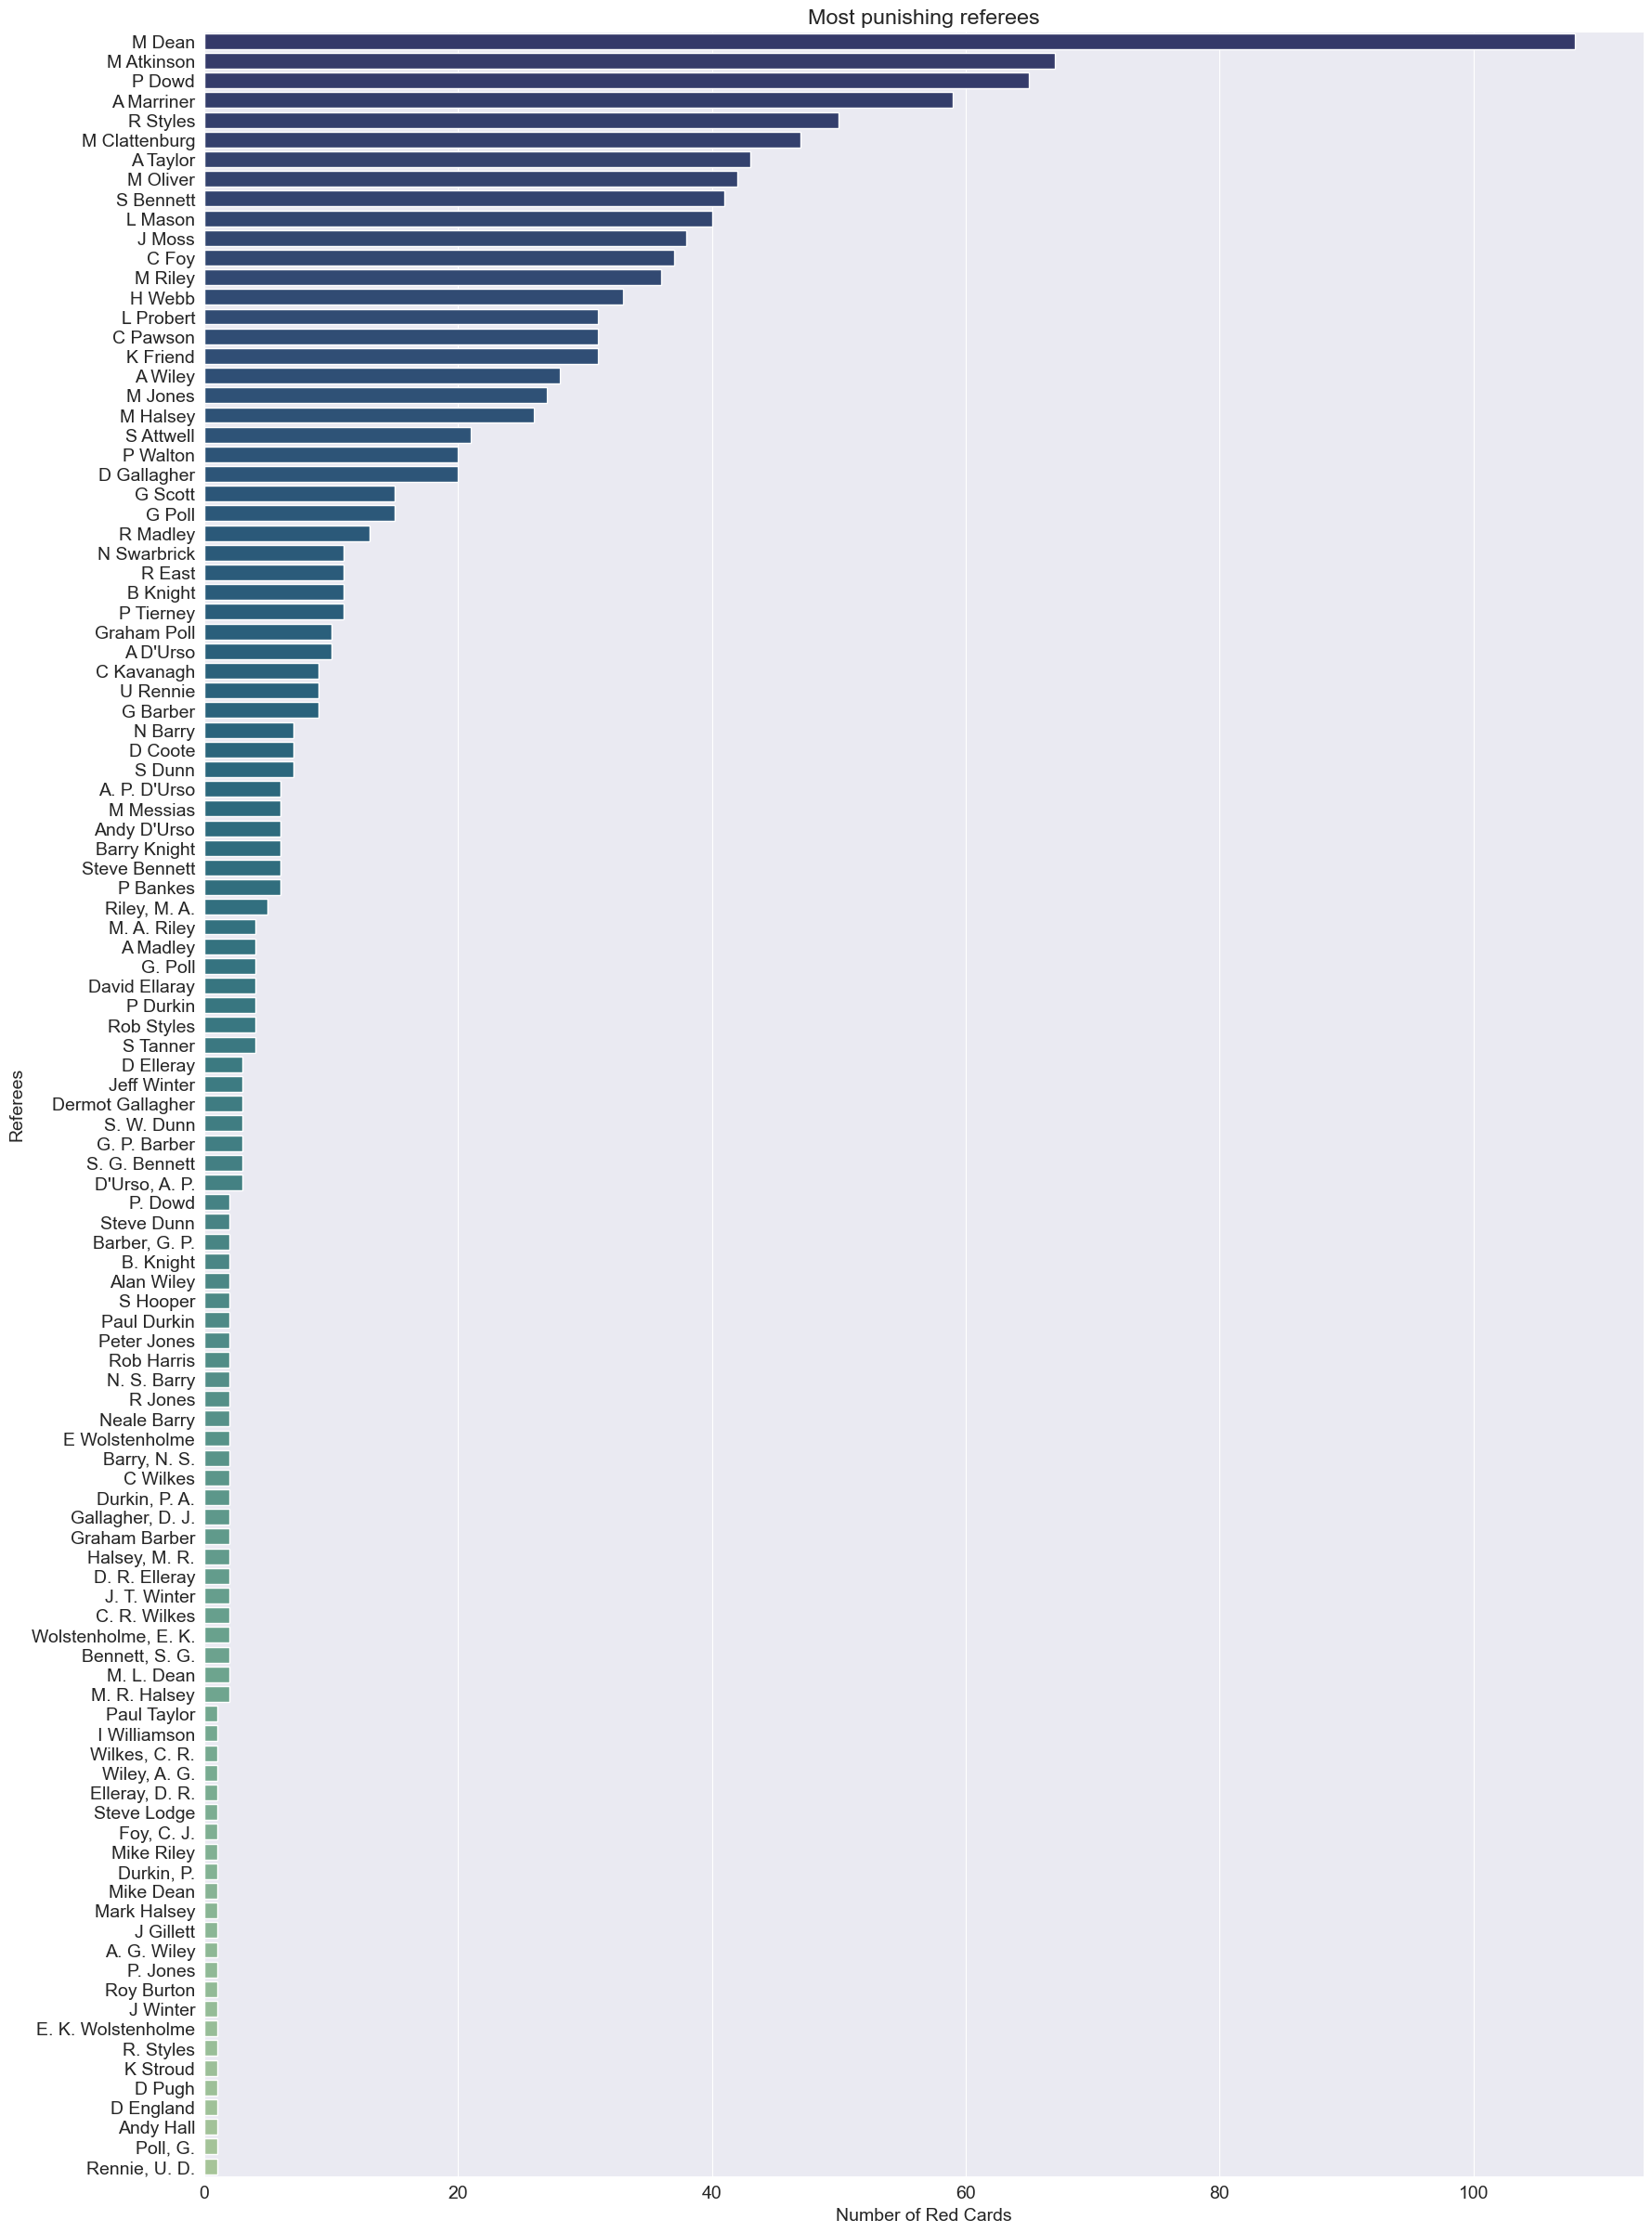 Most punishing referees
M Dean
M Atkinson
P Dowd
A Marriner
R Styles
M Clattenburg
A Taylor
M Oliver
S Bennett
L Mason
J Moss
C Foy
M Riley
H Webb
L Probert
C Pawson
K Friend
A Wiley
M Jones
M Halsey
S Attwell
P Walton
D Gallagher
G Scott
G Poll
R Madley
N Swarbrick
R East
B Knight
P Tierney
Graham Poll
A D'Urso
C Kavanagh
U Rennie
G Barber
N Barry
D Coote
S Dunn
A. P. D'Urso
M Messias
Andy D'Urso
Barry Knight
Steve Bennett
P Bankes
Riley, M. A.
M. A. Riley
A Madley
G. Poll
David Ellaray
P Durkin
Rob Styles
S Tanner
D Elleray
Jeff Winter
Dermot Gallagher
S. W. Dunn
G. P. Barber
S. G. Bennett
D'Urso, A. P.
P. Dowd
Steve Dunn
Barber, G. P.
B. Knight
Alan Wiley
S Hooper
Paul Durkin
Peter Jones
Rob Harris
N. S. Barry
R Jones
Neale Barry
E Wolstenholme
Barry, N. S.
C Wilkes
Durkin, P. A.
Gallagher, D. J.
Graham Barber
Halsey, M. R.
D. R. Elleray
J. T. Winter
C. R. Wilkes
Wolstenholme, E. K.
Bennett, S. G.
M. L. Dean
M. R. Halsey
Paul Taylor
I Williamson
Wilkes, C. R.
Wiley, A. G.
Elleray, D. R.
Steve Lodge
Foy, C. J.
Mike Riley
Durkin, P.
Mike Dean
Mark Halsey
J Gillett
A. G. Wiley
P. Jones
Roy Burton
J Winter
E. K. Wolstenholme
R. Styles
K Stroud
D Pugh
D England
Andy Hall
Poll, G.
Rennie, U. D.
Referees
0 20 40 60 80 100
Number of Red Cards